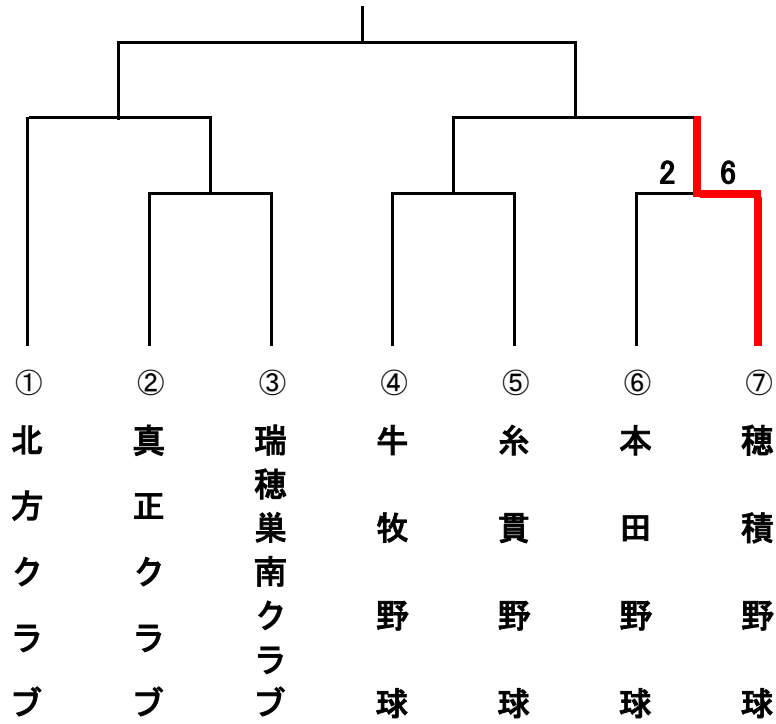 2 6
① ② ③ ④ ⑤ ⑥ ⑦
北方クラブ
真正クラブ
瑞穂巣南クラブ
牛牧野球
糸貫野球
本田野球
穂積野球